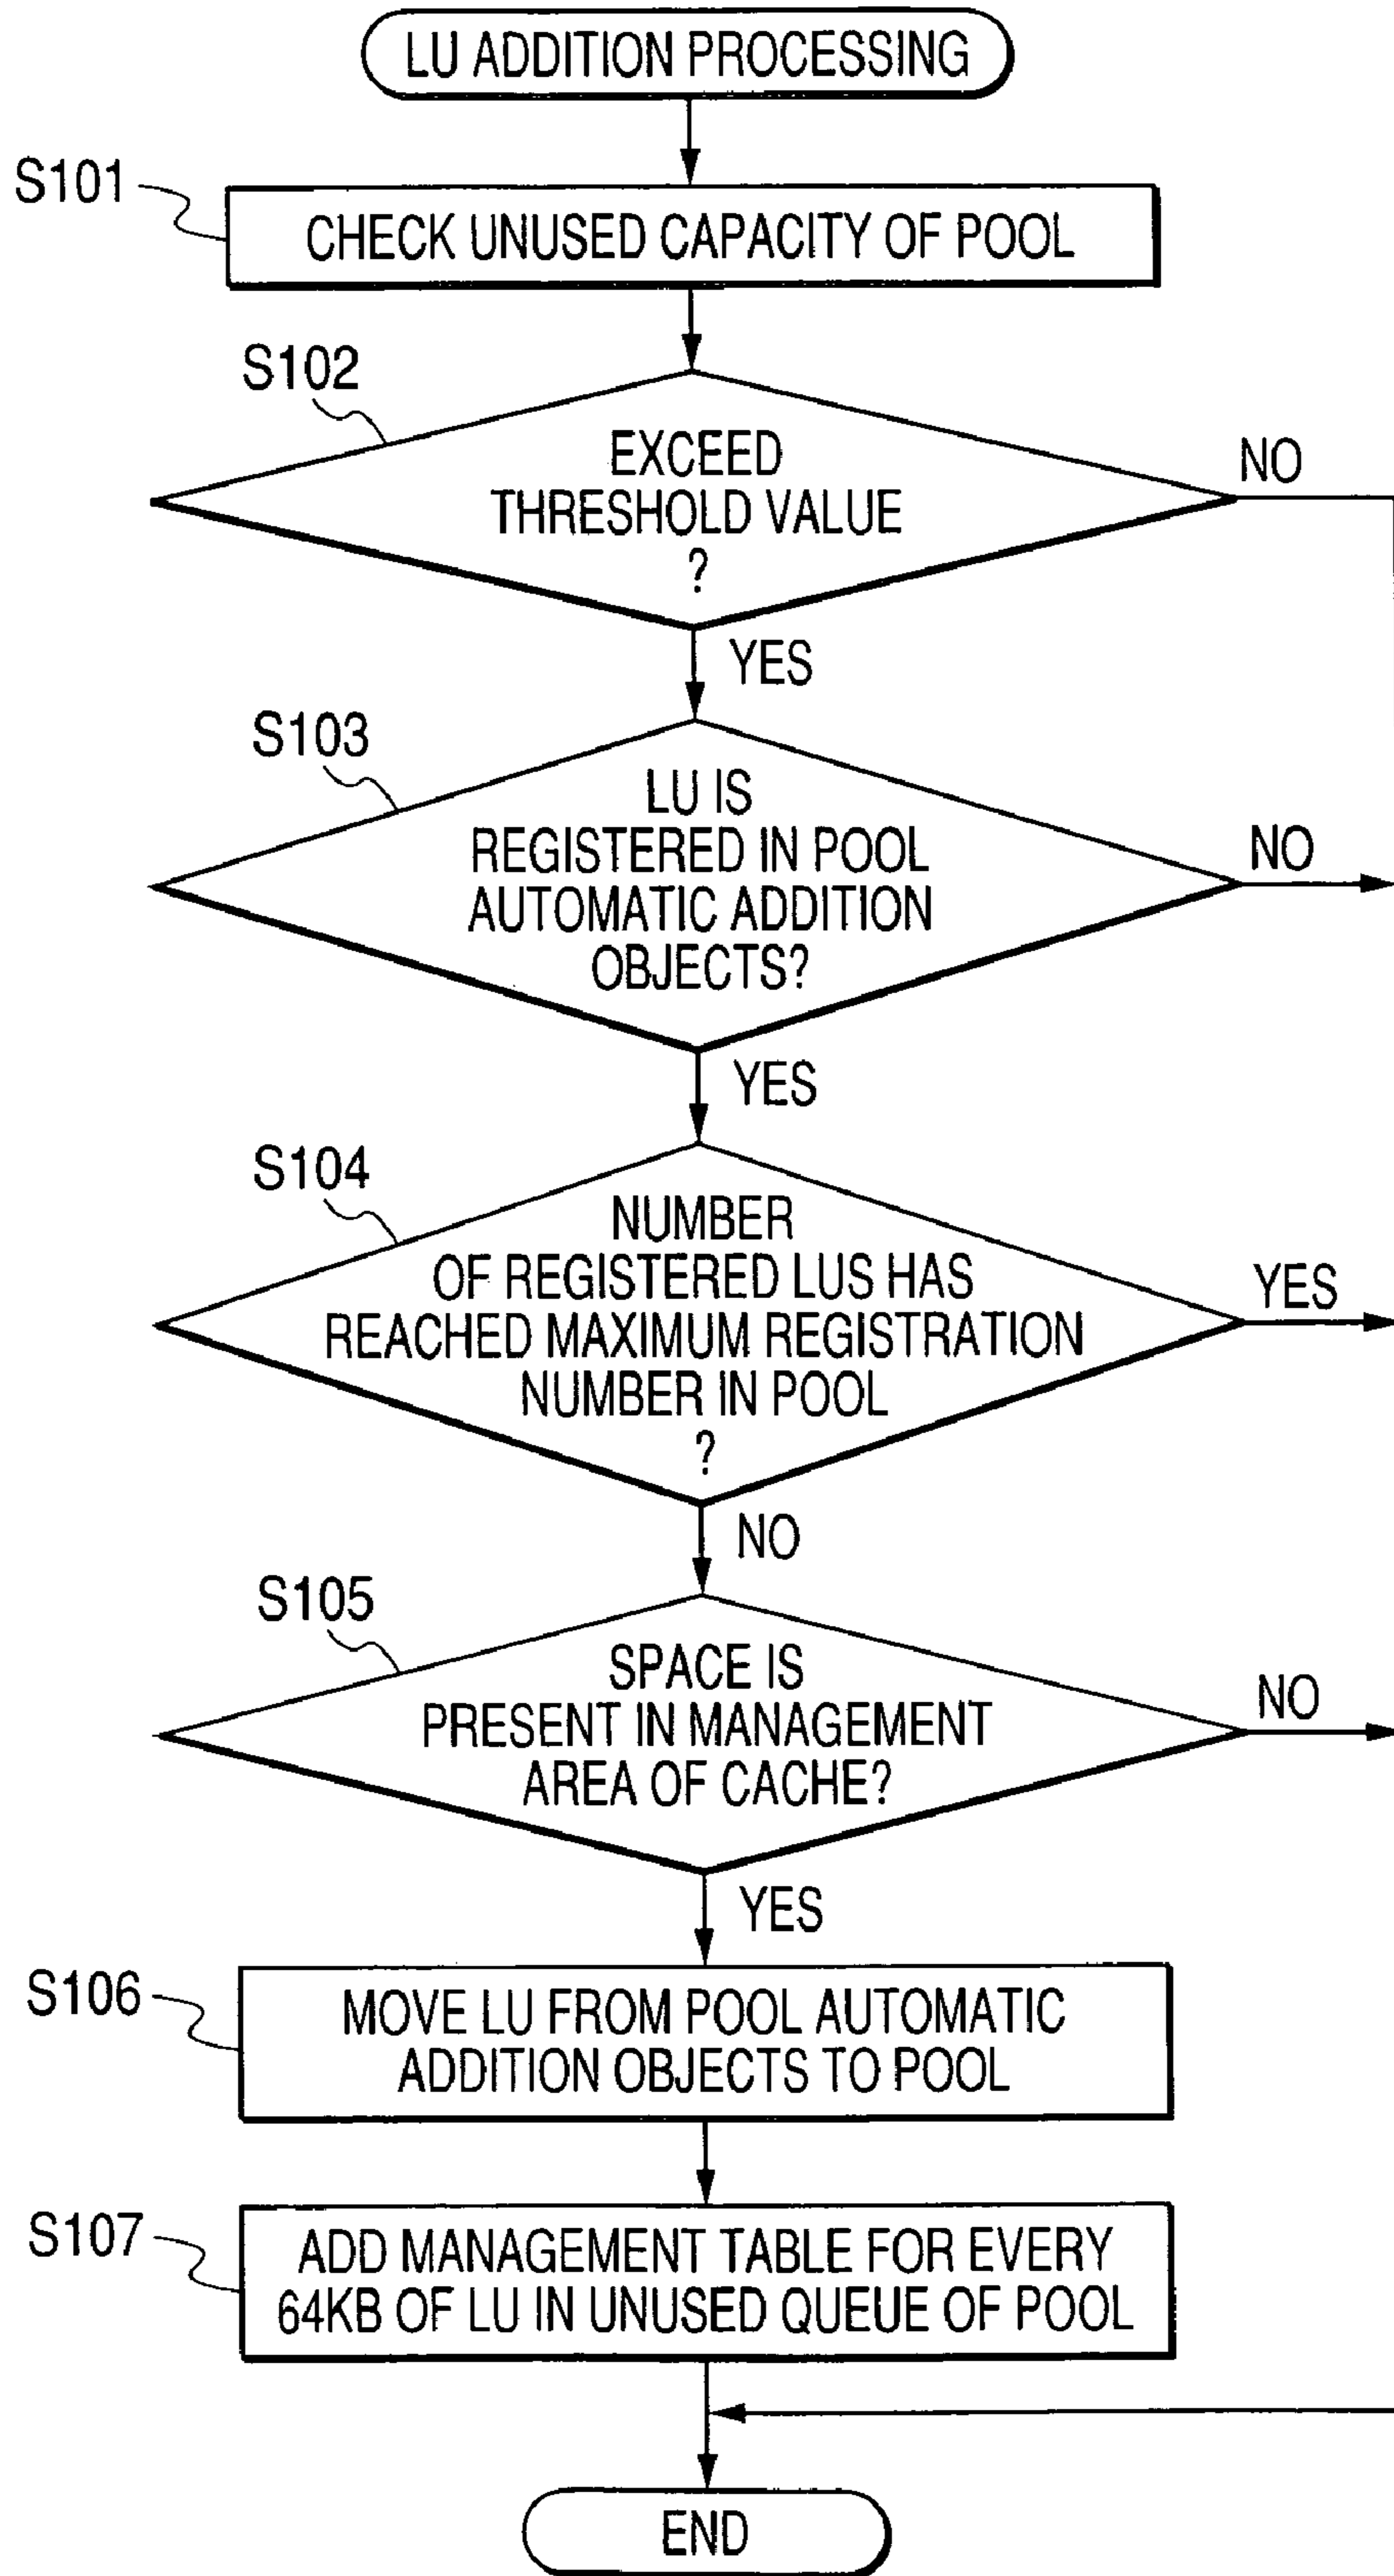 LU ADDITION PROCESSING
S101
CHECK UNUSED CAPACITY OF POOL
S102
EXCEED
THRESHOLD VALUE
?
NO
YES
S103
LU IS
REGISTERED IN POOL
AUTOMATIC ADDITION
OBJECTS?
NO
YES
S104
NUMBER
OF REGISTERED LUS HAS
REACHED MAXIMUM REGISTRATION
NUMBER IN POOL
?
YES
NO
S105
SPACE IS
PRESENT IN MANAGEMENT
AREA OF CACHE?
NO
YES
S106
MOVE LU FROM POOL AUTOMATIC
ADDITION OBJECTS TO POOL
S107
ADD MANAGEMENT TABLE FOR EVERY
64KB OF LU IN UNUSED QUEUE OF POOL
END